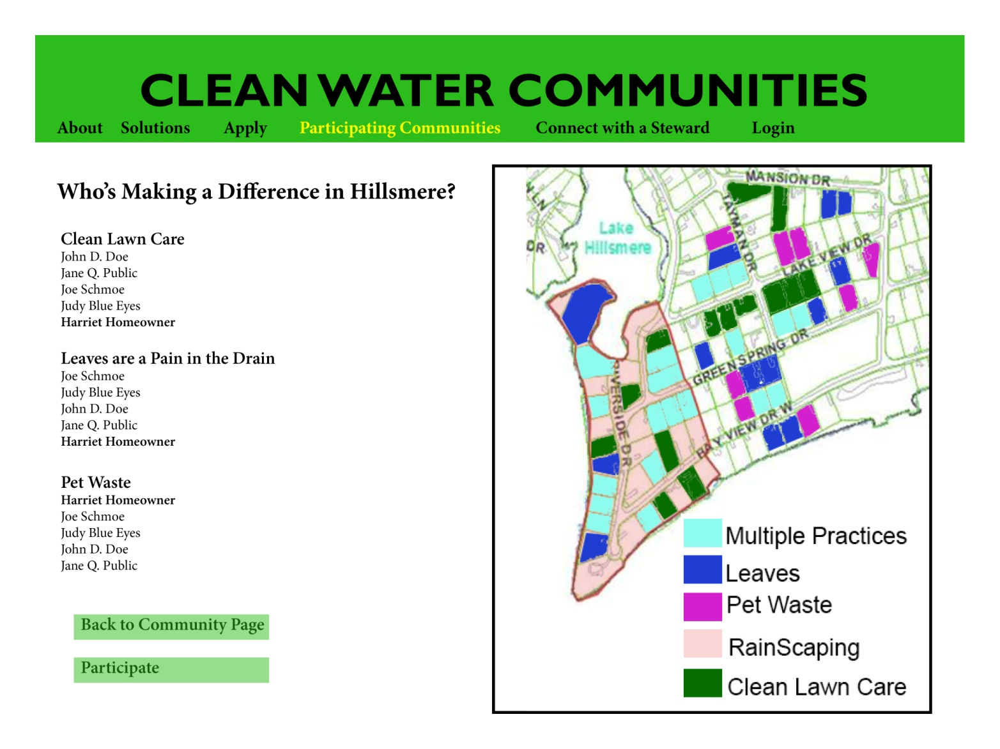 CLEAN WATER COMMUNITIES
About Solutions Apply Participating Communities Connect with a Steward Login
Who’s Making a Difference in Hillsmere?
Clean Lawn Care
John D. Doe
Jane Q. Public
Joe Schmoe
Judy Blue Eyes
Harriet Homeowner
Leaves are a Pain in the Drain
Joe Schmoe
Judy Blue Eyes
John D. Doe
Jane Q. Public
Harriet Homeowner
Pet Waste
Harriet Homeowner
Joe Schmoe
Judy Blue Eyes
John D. Doe
Jane Q. Public
Back to Community Page
Participate
MANSION DR
LN
TAYMAN DR
Lake
Hillsmere
DR
LAKE VIEW DR
GREEN SPRING DR
RIVERSIDE DR
BAY VIEW DR W
Multiple Practices
Leaves
Pet Waste
RainScaping
Clean Lawn Care